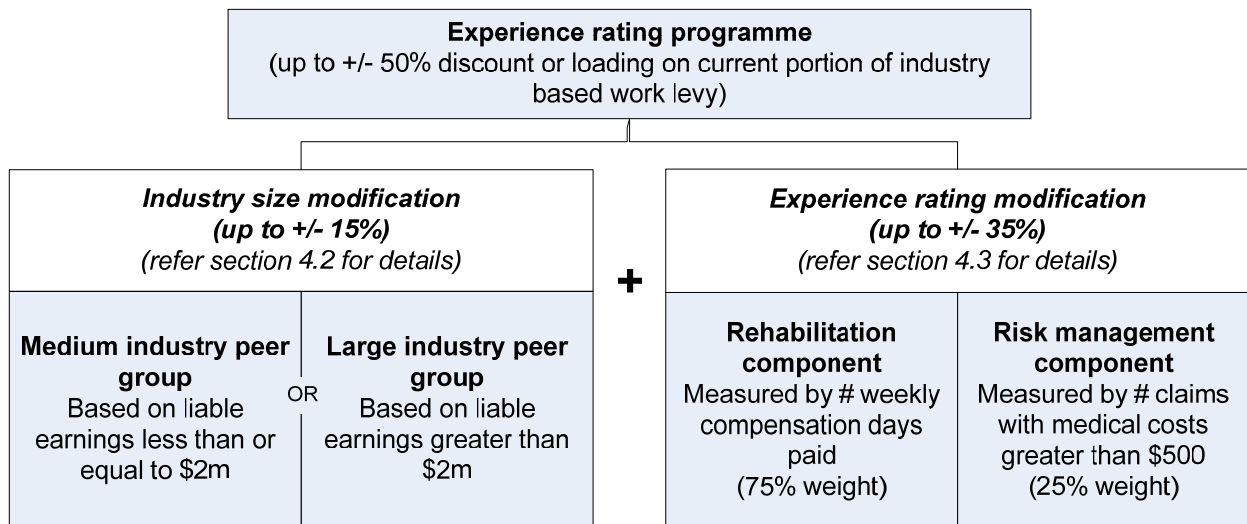 Experience rating programme
(up to +/- 50% discount or loading on current portion of industry
based work levy)
Industry size modification
(up to +/- 15%)
(refer section 4.2 for details)
+
Experience rating modification
(up to +/- 35%)
(refer section 4.3 for details)
Medium industry peer
group
Based on liable
earnings less than or
equal to $2m
OR
Large industry peer
group
Based on liable
earnings greater than
$2m
Rehabilitation
component
Measured by # weekly
compensation days
paid
(75% weight)
Risk management
component
Measured by # claims
with medical costs
greater than $500
(25% weight)